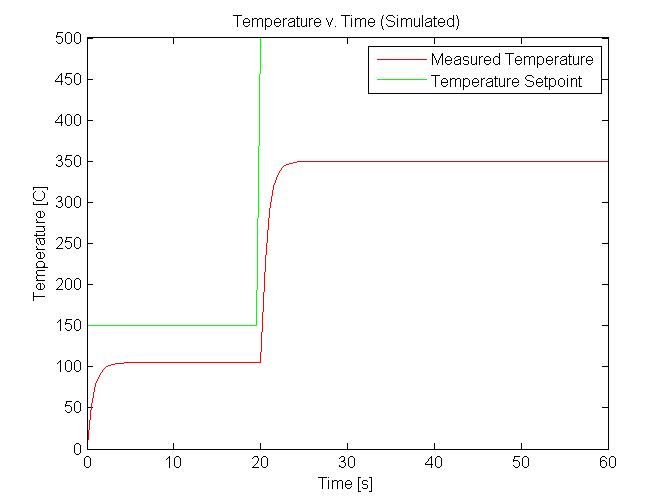 Temperature v. Time (Simulated)
Measured Temperature
Temperature Setpoint
Temperature [C]
500
450
400
350
300
250
200
150
100
50
0
0 10 20 30 40 50 60
Time [s]